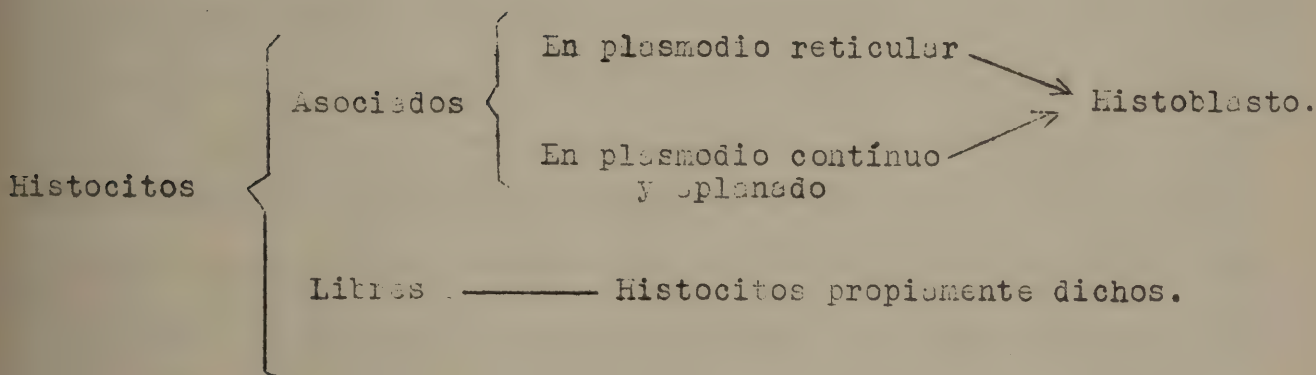 En plasmodio reticular
Asociados
Histoblasto.
En plasmodio contínuo
y aplanado
Histocitos
Libres . Histocitos propiamente dichos.